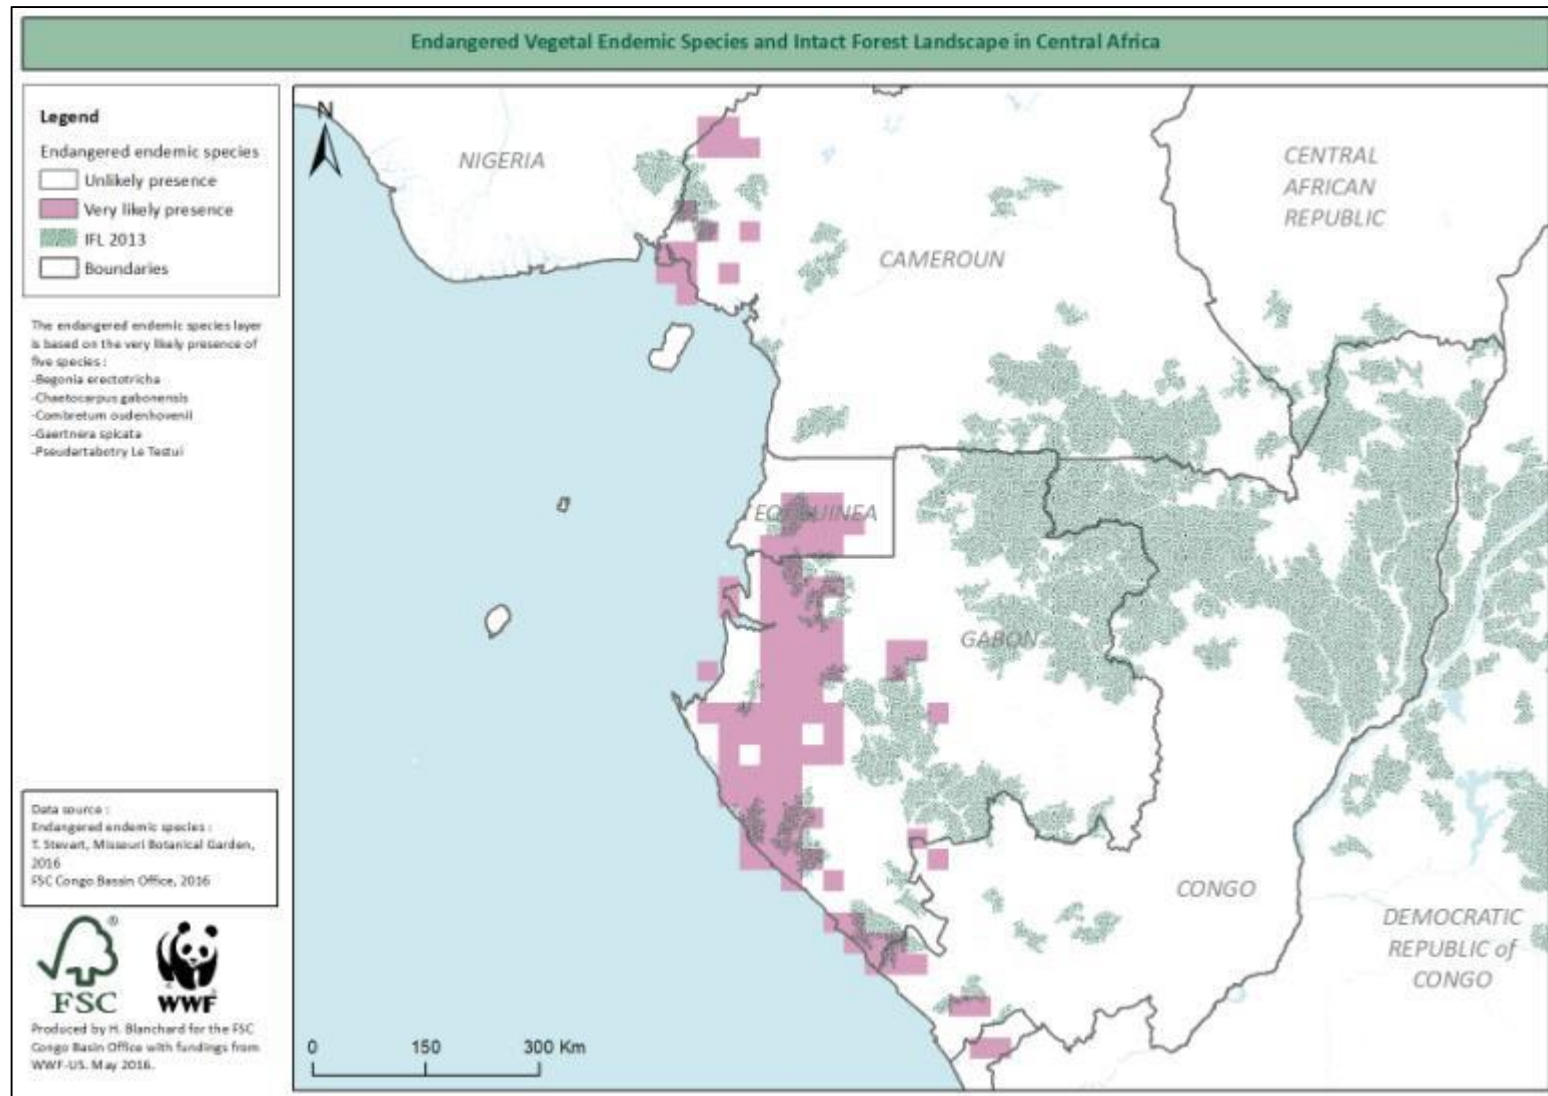 Endangered Vegetal Endemic Species and Intact Forest Landscape in Central Africa
Legend
Endangered endemic species
Unlikely presence
Very likely presence
IFL 2013
Boundaries
The endangered endemic species layer
is based on the very likely presence of
five species :
-Begonia erectotricha
-Chaetocarpus gabonensis
-Combretum oudenhovenii
-Gaertnera spicata
-Pseudertabotry Le Testui
Data source :
Endangered endemic species :
T. Stevart, Missouri Botanical Garden,
2016
FSC Congo Bassin Office, 2016
®
FSC
WWF
Produced by H. Blanchard for the FSC
Congo Basin Office with fundings from
WWF-US. May 2016.
N
NIGERIA
CENTRAL
AFRICAN
REPUBLIC
CAMEROUN
GUINEA
GABON
CONGO
DEMOCRATIC
REPUBLIC of
CONGO
0 150 300 Km